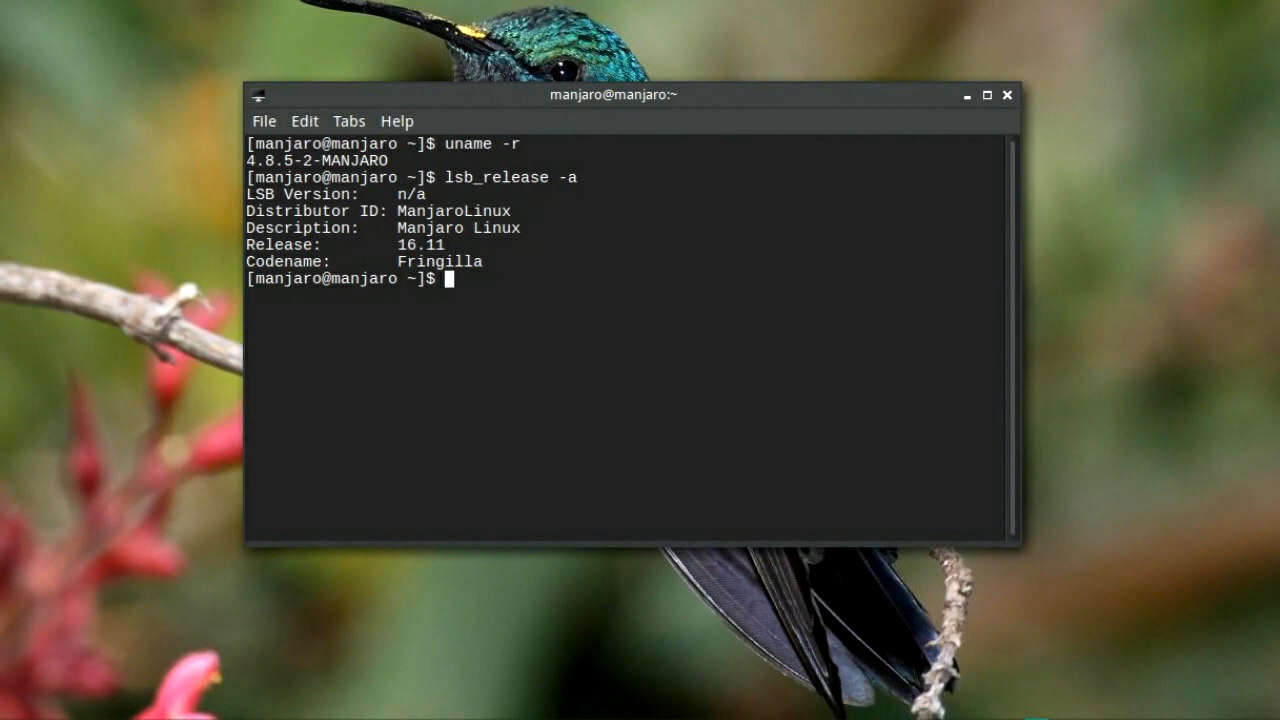 manjaro@manjaro:~
File Edit Tabs Help
[manjaro@manjaro ~]$ uname -r
4.8.5-2-MANJARO
[manjaro@manjaro ~]$ lsb_release -a
LSB Version:    n/a
Distributor ID: ManjaroLinux
Description:    Manjaro Linux
Release:        16.11
Codename:       Fringilla
[manjaro@manjaro ~]$